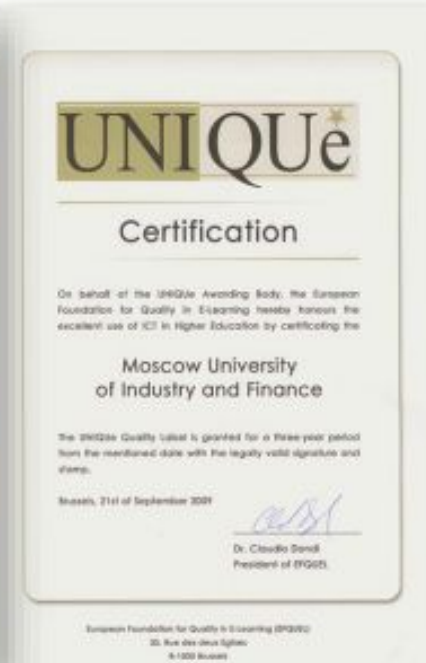 UNIQUe
Certification
On behalf of the UNIQUe Awarding Body, the European
Foundation for Quality in E-Learning hereby honours the
excellent use of ICT in Higher Education by certificating the
Moscow University
of Industry and Finance
The UNIQUe Quality Label is granted for a three-year period
from the mentioned date with the legally valid signature and
stamp.
Brussels, 21st of September 2009
Dr. Claudio Dondi
President of EFQUEL
European Foundation for Quality in E-Learning (EFQUEL)
Rue des deux Eglises
B-1000 Brussels